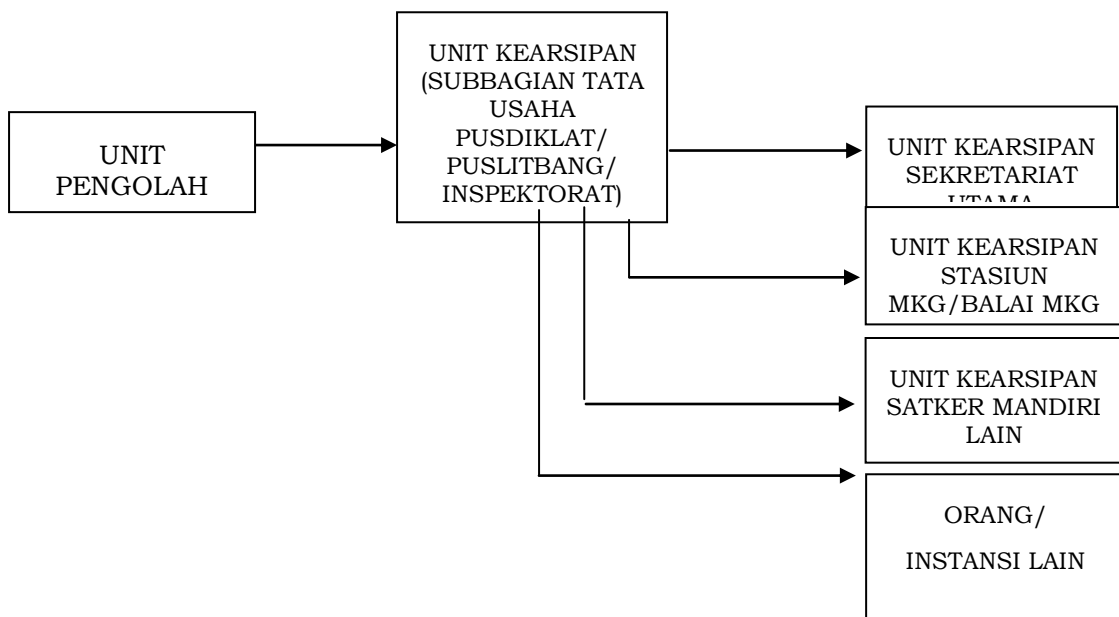 UNIT
PENGOLAH
UNIT KEARSIPAN
(SUBBAGIAN TATA
USAHA
PUSDIKLAT/
PUSLITBANG/
INSPEKTORAT)
UNIT KEARSIPAN
SEKRETARIAT
UTAMA
UNIT KEARSIPAN
STASIUN
MKG/BALAI MKG
UNIT KEARSIPAN
SATKER MANDIRI
LAIN
ORANG/
INSTANSI LAIN